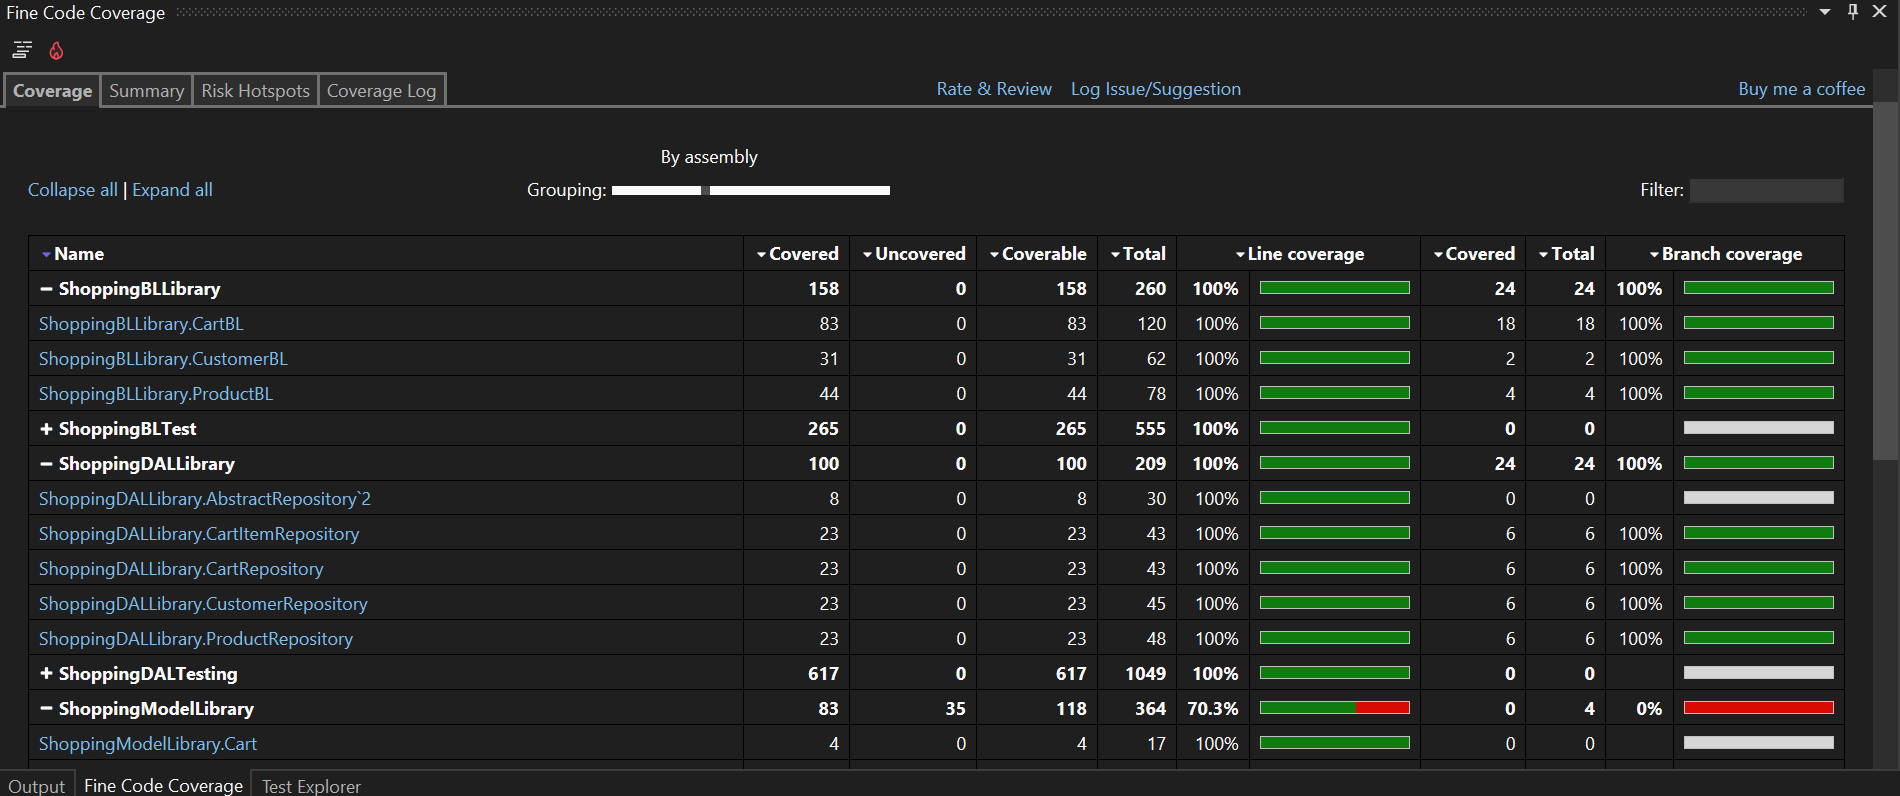 Fine Code Coverage
Coverage Summary Risk Hotspots Coverage Log Rate & Review Log Issue/Suggestion Buy me a coffee
By assembly
Collapse all | Expand all Grouping: Filter:
Name Covered Uncovered Coverable Total Line coverage Covered Total Branch coverage
ShoppingBLLibrary 158 0 158 260 100% 24 24 100%
ShoppingBLLibrary.CartBL 83 0 83 120 100% 18 18 100%
ShoppingBLLibrary.CustomerBL 31 0 31 62 100% 2 2 100%
ShoppingBLLibrary.ProductBL 44 0 44 78 100% 4 4 100%
ShoppingBLTest 265 0 265 555 100% 0 0
ShoppingDALLibrary 100 0 100 209 100% 24 24 100%
ShoppingDALLibrary.AbstractRepository`2 8 0 8 30 100% 0 0
ShoppingDALLibrary.CartItemRepository 23 0 23 43 100% 6 6 100%
ShoppingDALLibrary.CartRepository 23 0 23 43 100% 6 6 100%
ShoppingDALLibrary.CustomerRepository 23 0 23 45 100% 6 6 100%
ShoppingDALLibrary.ProductRepository 23 0 23 48 100% 6 6 100%
ShoppingDALTesting 617 0 617 1049 100% 0 0
ShoppingModelLibrary 83 35 118 364 70.3% 0 4 0%
ShoppingModelLibrary.Cart 4 0 4 17 100% 0 0
Output Fine Code Coverage Test Explorer